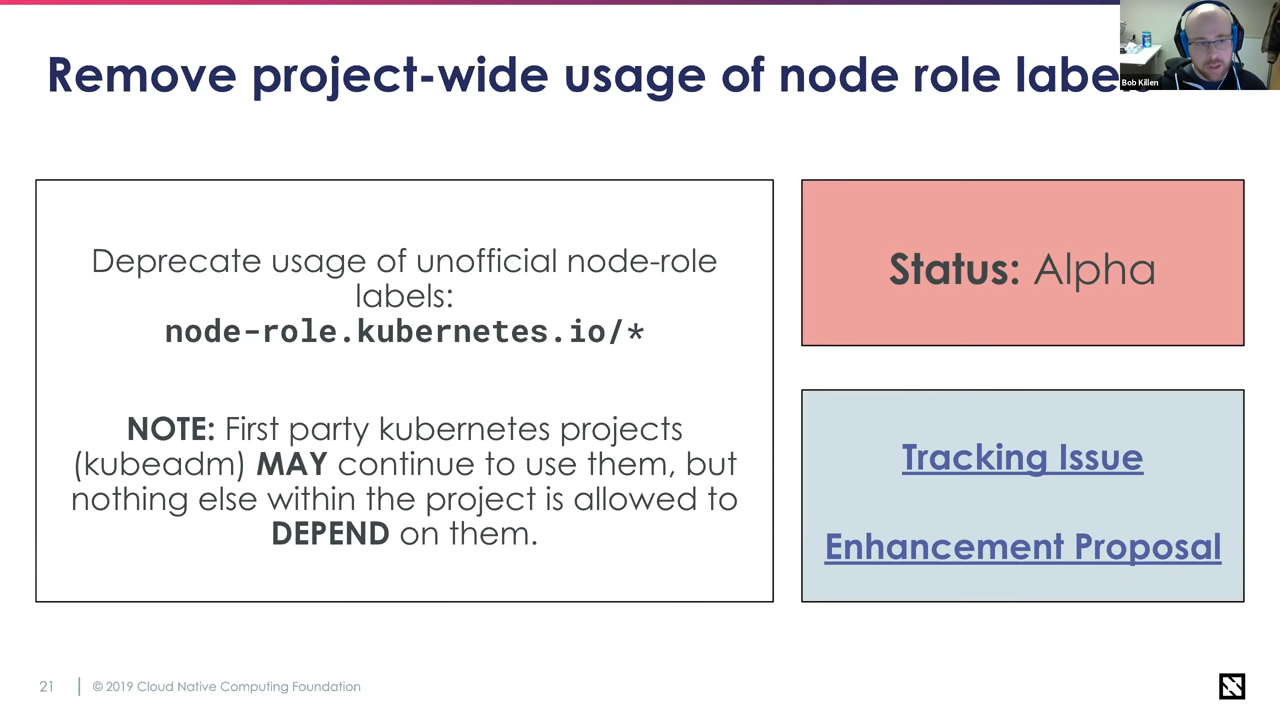 Remove project-wide usage of node role labels
Bob Killen
Deprecate usage of unofficial node-role
labels:
node-role.kubernetes.io/*
NOTE: First party kubernetes projects
(kubeadm) MAY continue to use them, but
nothing else within the project is allowed to
DEPEND on them.
Status: Alpha
Tracking Issue
Enhancement Proposal
21
© 2019 Cloud Native Computing Foundation